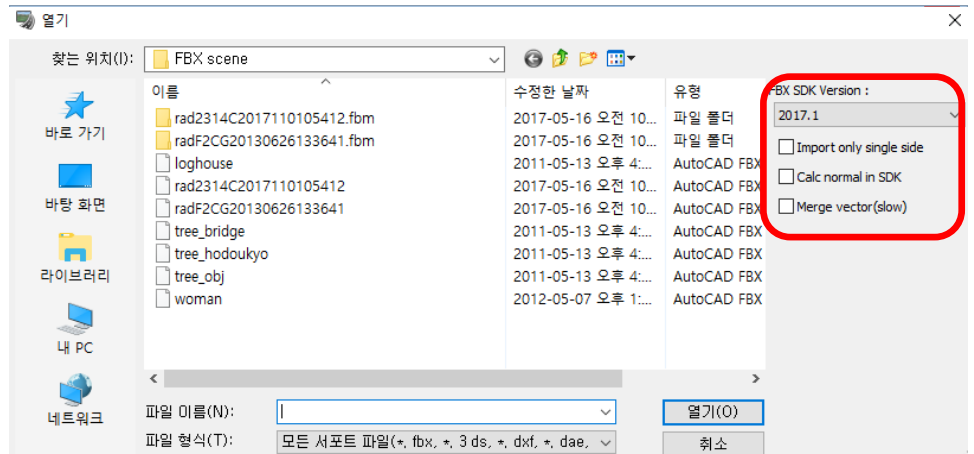 열기
찾는 위치(I): FBX scene
바로 가기
바탕 화면
라이브러리
내 PC
네트워크
이름 수정한 날짜 유형
rad2314C2017110105412.fbm 2017-05-16 오전 10... 파일 폴더
radF2CG20130626133641.fbm 2017-05-16 오전 10... 파일 폴더
loghouse 2011-05-13 오후 4:... AutoCAD FBX
rad2314C2017110105412 2017-05-16 오전 10... AutoCAD FBX
radF2CG20130626133641 2017-05-16 오전 10... AutoCAD FBX
tree_bridge 2011-05-13 오후 4:... AutoCAD FBX
tree_hodoukyo 2011-05-13 오후 4:... AutoCAD FBX
tree_obj 2011-05-13 오후 4:... AutoCAD FBX
woman 2012-05-07 오후 1:... AutoCAD FBX
FBX SDK Version :
2017.1
Import only single side
Calc normal in SDK
Merge vector(slow)
파일 이름(N): 열기(O)
파일 형식(T): 모든 서포트 파일(*, fbx, *, 3 ds, *, dxf, *, dae, 취소